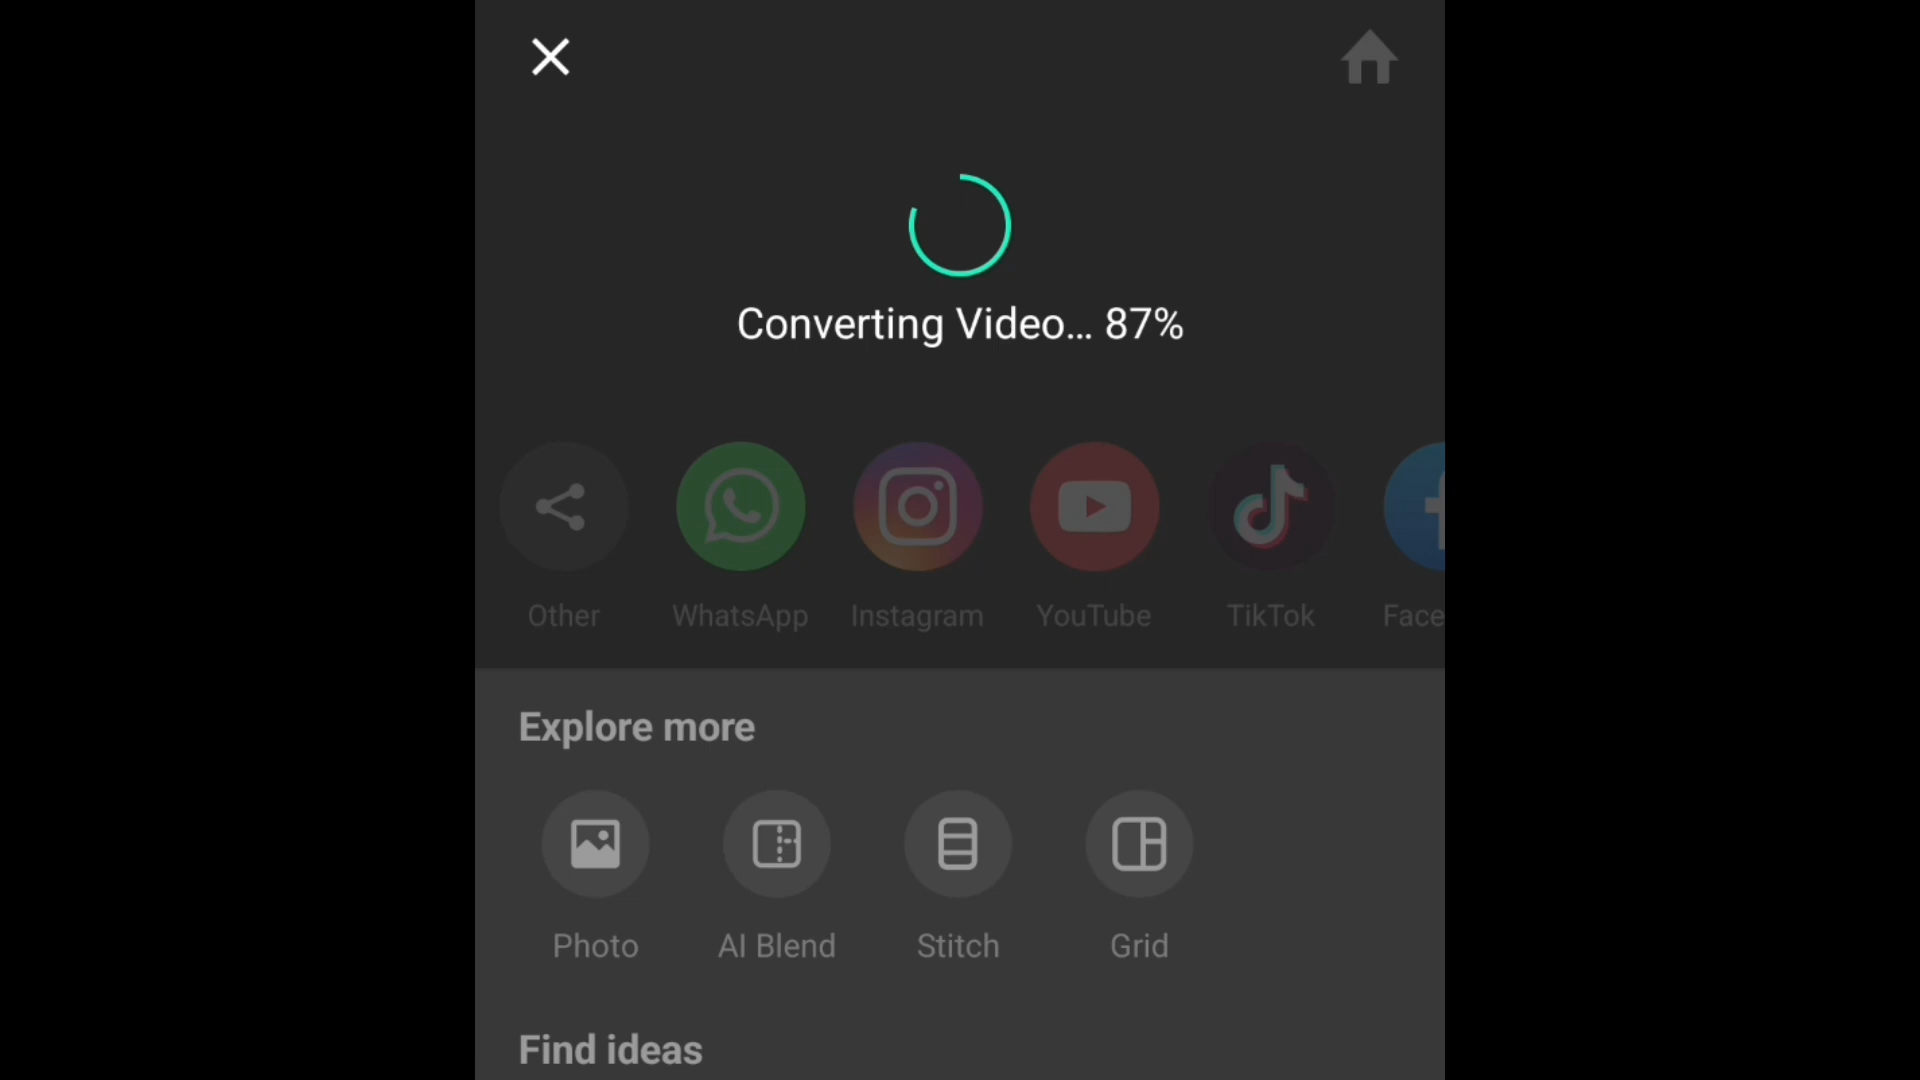 Converting Video... 87%
Other WhatsApp Instagram YouTube TikTok Face
Explore more
Photo AI Blend Stitch Grid
Find ideas